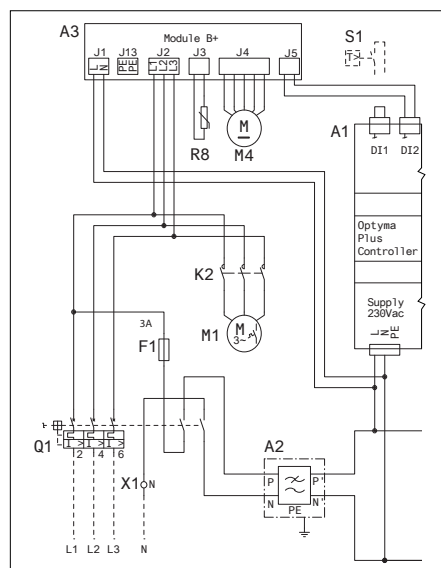 A3
Module B+
S1
J1
J13
J2
J3
J4
J5
L
N
PE
PE
L1
L2
L3
T>
A1
R8
M
M4
DI1
DI2
Optyma
Plus
Controller
K2
Supply
230Vac
L
N
PE
3A
F1
M1
M
3~
Q1
I>
I>
I>
2
4
6
A2
X1
N
P
P'
N
N'
PE
L1
L2
L3
N